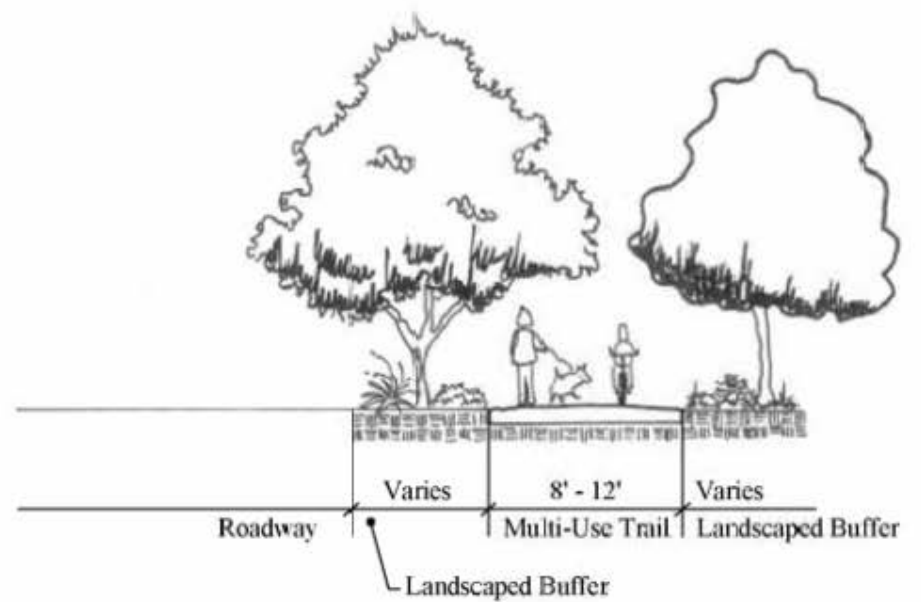 Varies 8' - 12' Varies
Roadway Multi-Use Trail Landscaped Buffer
Landscaped Buffer